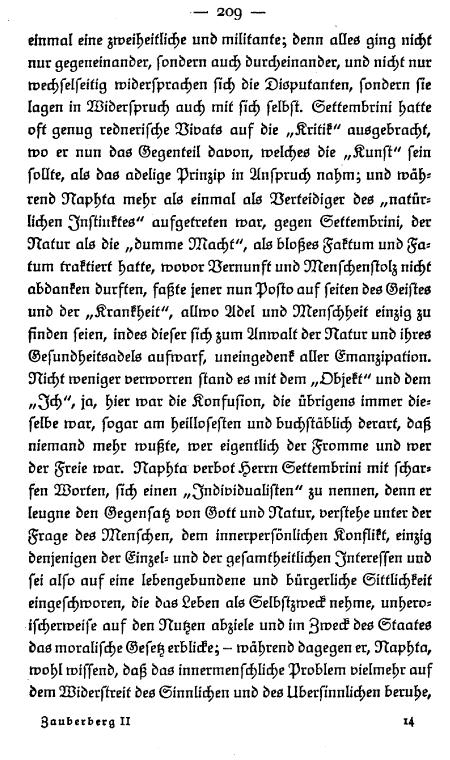 — 209 —
einmal eine zweiheitliche und militante; denn alles ging nicht
nur gegeneinander, sondern auch durcheinander, und nicht nur
wechselseitig widersprachen sich die Disputanten, sondern sie
lagen in Widerspruch auch mit sich selbst. Settembrini hatte
oft genug rednerische Vivats auf die „Kritik“ ausgebracht,
wo er nun das Gegenteil davon, welches die „Kunst“ sein
sollte, als das adelige Prinzip in Anspruch nahm; und wäh-
rend Naphta mehr als einmal als Verteidiger des „natür-
lichen Instinktes“ aufgetreten war, gegen Settembrini, der
Natur als die „dumme Macht“, als bloßes Faktum und Fa-
tum traktiert hatte, wovor Vernunft und Menschenstolz nicht
abdanken durften, faßte jener nun Posto auf seiten des Geistes
und der „Krankheit“, allwo Adel und Menschheit einzig zu
finden seien, indes dieser sich zum Anwalt der Natur und ihres
Gesundheitsadels aufwarf, uneingedenk aller Emanzipation.
Nicht weniger verworren stand es mit dem „Objekt“ und dem
„Ich“, ja, hier war die Konfusion, die übrigens immer die-
selbe war, sogar am heillosesten und buchstäblich derart, daß
niemand mehr wußte, wer eigentlich der Fromme und wer
der Freie war. Naphta verbot Herrn Settembrini mit schar-
fen Worten, sich einen „Individualisten“ zu nennen, denn er
leugne den Gegensatz von Gott und Natur, verstehe unter der
Frage des Menschen, dem innerpersönlichen Konflikt, einzig
denjenigen der Einzel- und der gesamtheitlichen Interessen und
sei also auf eine lebengebundene und bürgerliche Sittlichkeit
eingeschworen, die das Leben als Selbstzweck nehme, unhero-
ischerweise auf den Nutzen abziele und im Zweck des Staates
das moralische Gesetz erblicke; – während dagegen er, Naphta,
wohl wissend, daß das innermenschliche Problem vielmehr auf
dem Widerstreit des Sinnlichen und des Übersinnlichen beruhe,
Zauberberg II 14